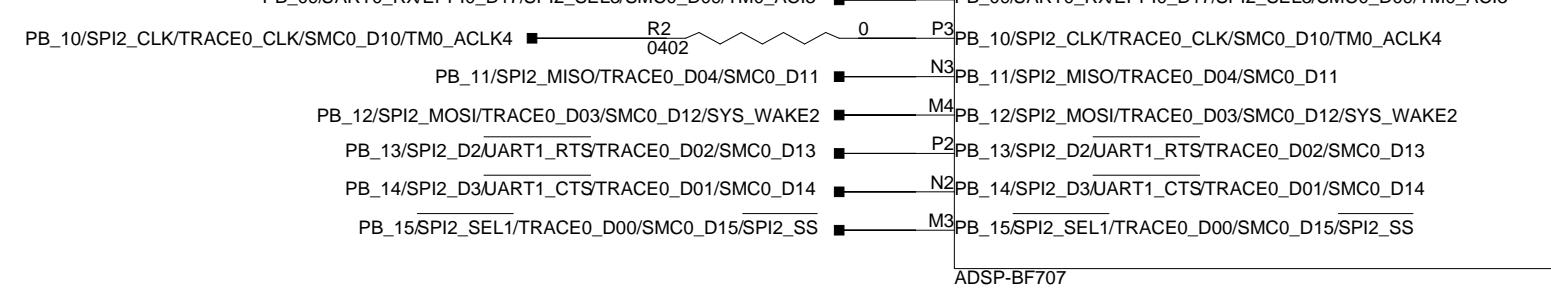 R2
PB_10/SPI2_CLK/TRACE0_CLK/SMC0_D10/TM0_ACLK4 0 P3 PB_10/SPI2_CLK/TRACE0_CLK/SMC0_D10/TM0_ACLK4
0402
PB_11/SPI2_MISO/TRACE0_D04/SMC0_D11 N3 PB_11/SPI2_MISO/TRACE0_D04/SMC0_D11
PB_12/SPI2_MOSI/TRACE0_D03/SMC0_D12/SYS_WAKE2 M4 PB_12/SPI2_MOSI/TRACE0_D03/SMC0_D12/SYS_WAKE2
PB_13/SPI2_D2/UART1_RTS/TRACE0_D02/SMC0_D13 P2 PB_13/SPI2_D2/UART1_RTS/TRACE0_D02/SMC0_D13
PB_14/SPI2_D3/UART1_CTS/TRACE0_D01/SMC0_D14 N2 PB_14/SPI2_D3/UART1_CTS/TRACE0_D01/SMC0_D14
PB_15/SPI2_SEL1/TRACE0_D00/SMC0_D15/SPI2_SS M3 PB_15/SPI2_SEL1/TRACE0_D00/SMC0_D15/SPI2_SS
ADSP-BF707